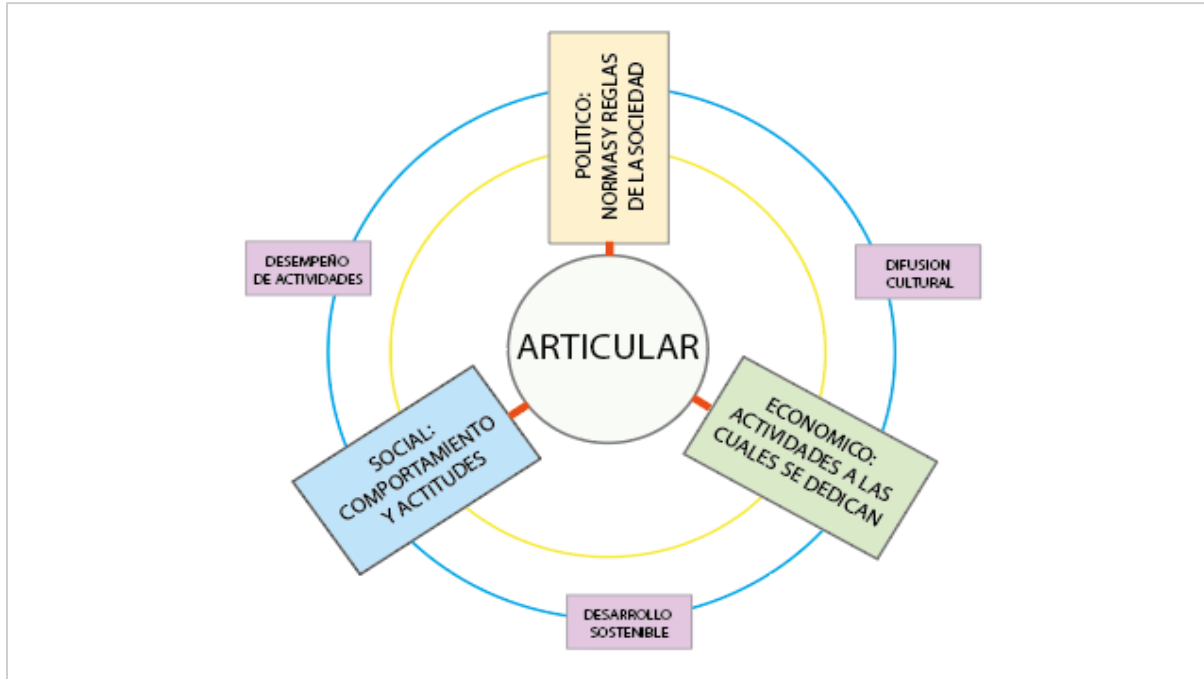 POLITICO:
NORMAS Y REGLAS
DE LA SOCIEDAD
DESEMPEÑO
DE ACTIVIDADES
DIFUSION
CULTURAL
ARTICULAR
SOCIAL:
COMPORTAMIENTO
Y ACTITUDES
ECONOMICO:
ACTIVIDADES A LAS
CUALES SE DEDICAN
DESARROLLO
SOSTENIBLE